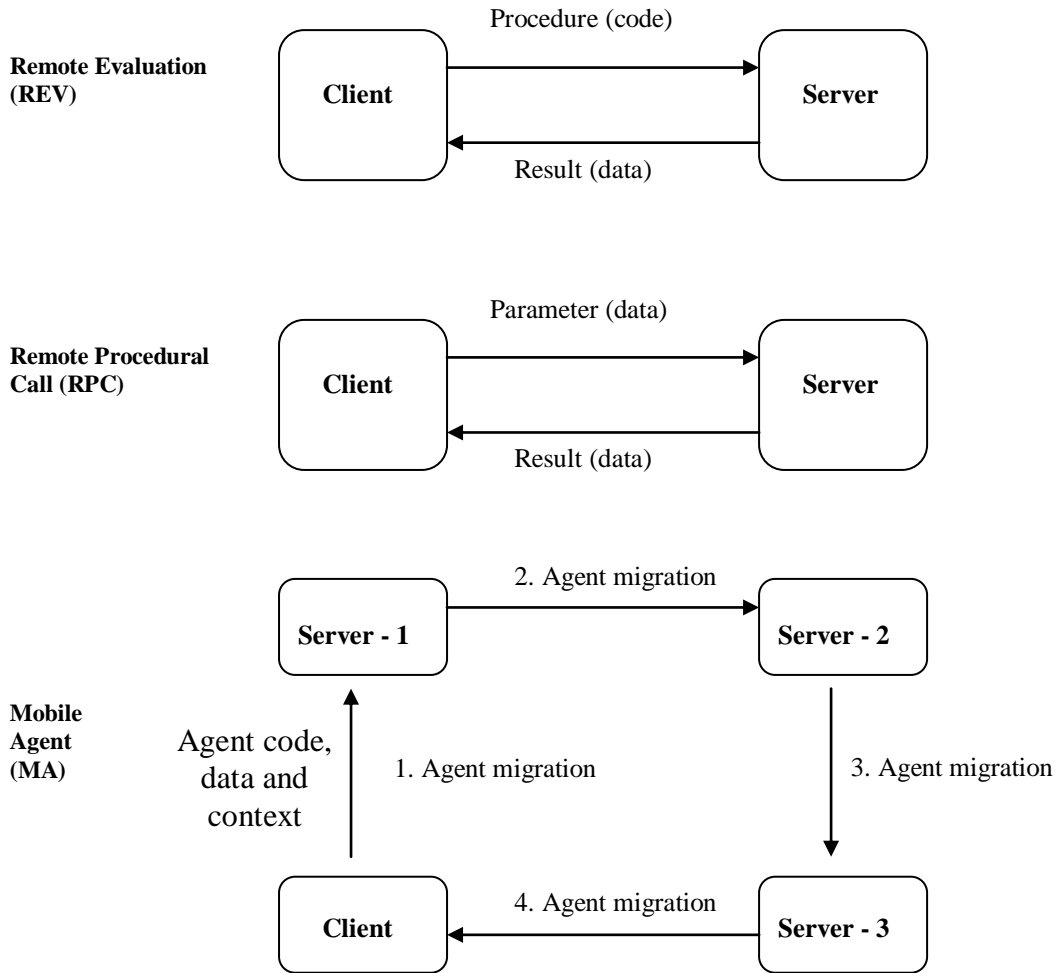 Procedure (code)
Remote Evaluation
(REV)
Client
Server
Result (data)
Parameter (data)
Remote Procedural
Call (RPC)
Client
Server
Result (data)
2. Agent migration
Server - 1
Server - 2
Mobile
Agent
(MA)
Agent code,
data and
context
1. Agent migration
3. Agent migration
4. Agent migration
Client
Server - 3